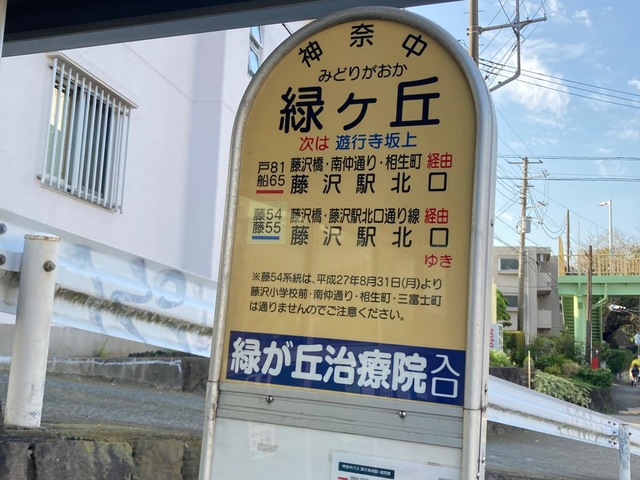 神奈中
みどりがおか
緑ヶ丘
次は 遊行寺坂上
戸81 藤沢橋・南仲通り・相生町 経由
船65 藤沢駅北口
藤54 藤沢橋・藤沢駅北口通り線 経由
藤55 藤沢駅北口
ゆき
※藤54系統は、平成27年8月31日(月)より
藤沢小学校前・南仲通り・相生町・三富士町
は通りませんのでご注意ください。
緑が丘治療院 入口